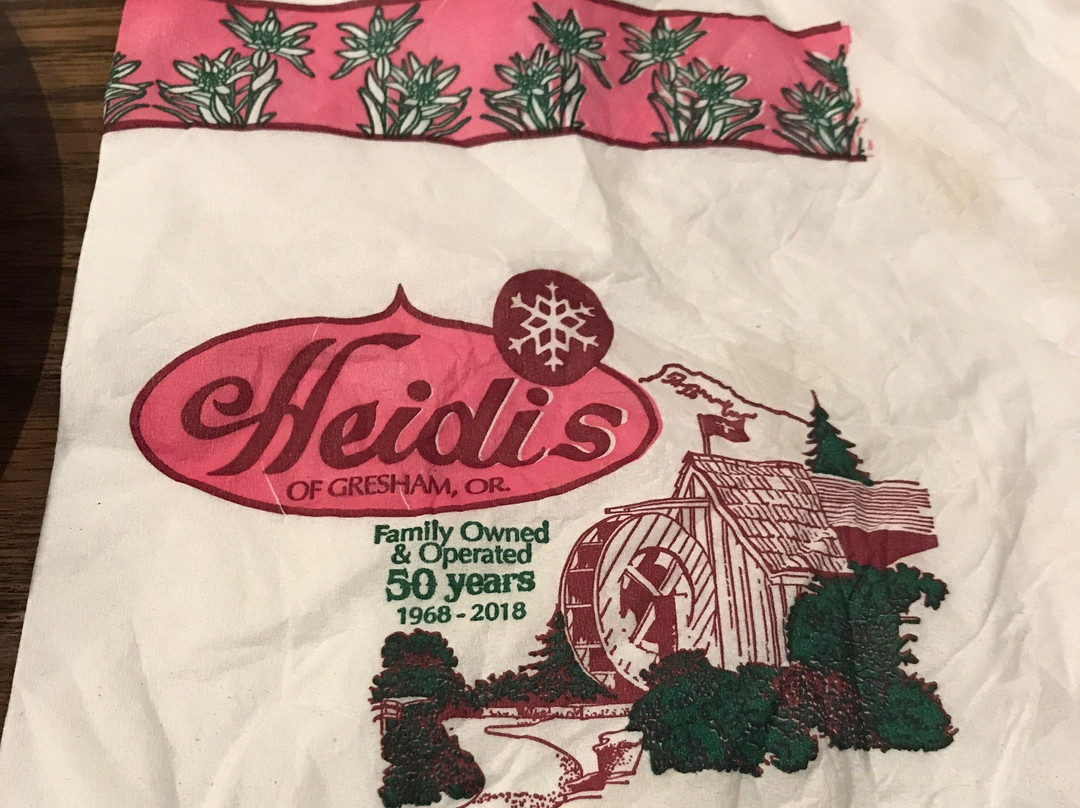 Heidi's
OF GRESHAM, OR.
Family Owned
& Operated
50 years
1968 - 2018